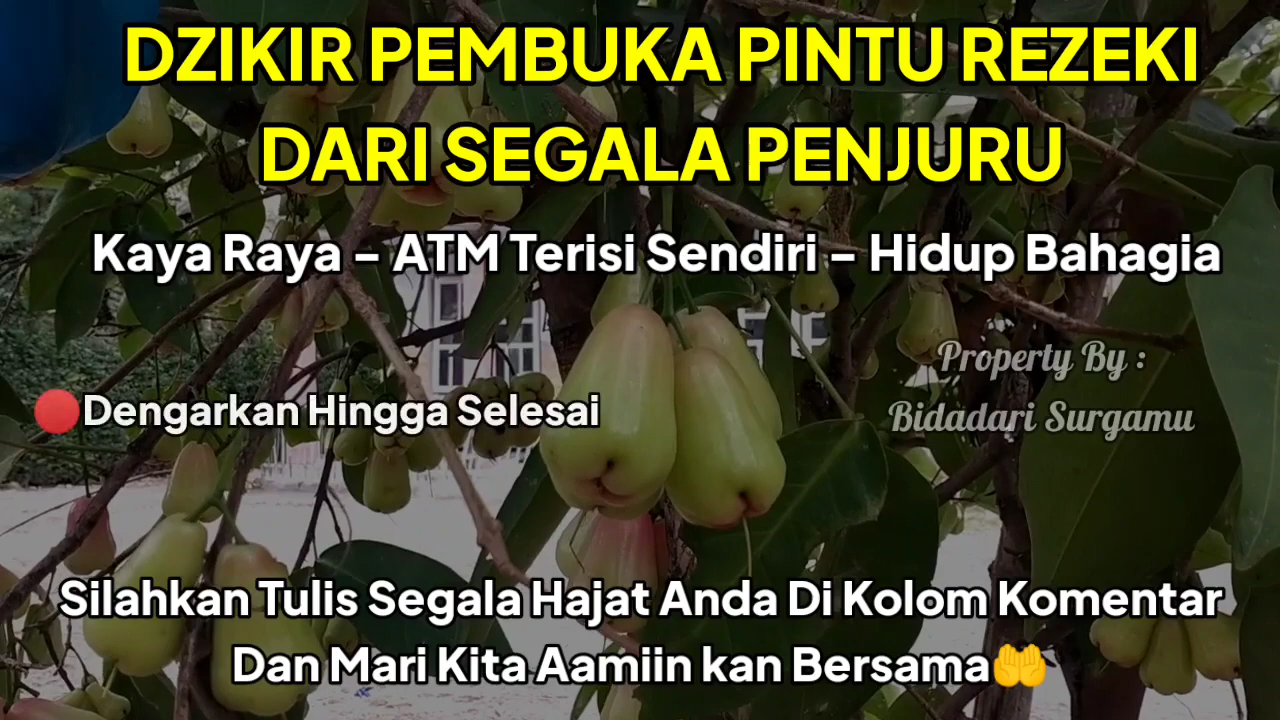 DZIKIR PEMBUKA PINTU REZEKI
DARI SEGALA PENJURU
Kaya Raya – ATM Terisi Sendiri – Hidup Bahagia
Property By :
Bidadari Surgamu
🔴Dengarkan Hingga Selesai
Silahkan Tulis Segala Hajat Anda Di Kolom Komentar
Dan Mari Kita Aamiin kan Bersama🤲